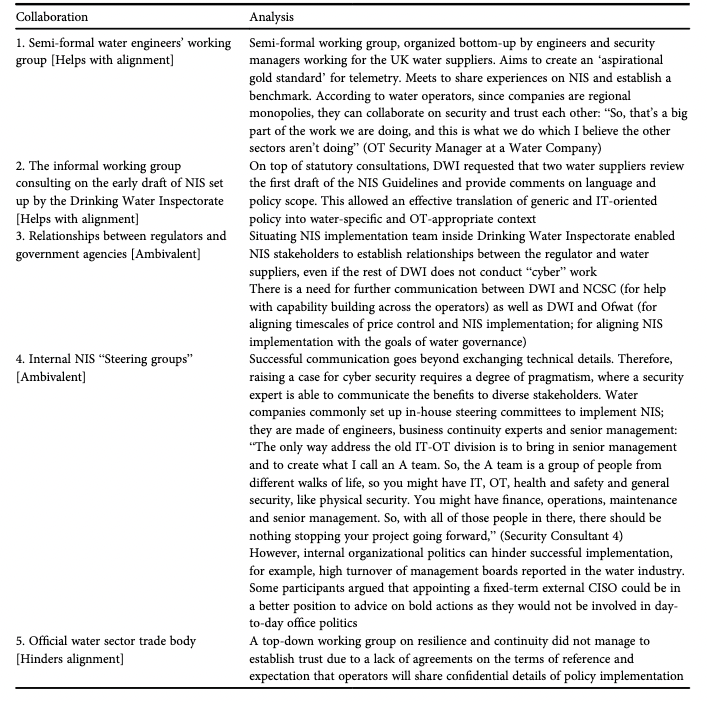 Collaboration Analysis
1. Semi-formal water engineers' working Semi-formal working group, organized bottom-up by engineers and security
group [Helps with alignment] managers working for the UK water suppliers. Aims to create an 'aspirational
gold standard' for telemetry. Meets to share experiences on NIS and establish a
benchmark. According to water operators, since companies are regional
monopolies, they can collaborate on security and trust each other: "So, that's a big
part of the work we are doing, and this is what we do which I believe the other
sectors aren't doing" (OT Security Manager at a Water Company)
2. The informal working group On top of statutory consultations, DWI requested that two water suppliers review
consulting on the early draft of NIS set the first draft of the NIS Guidelines and provide comments on language and
up by the Drinking Water Inspectorate policy scope. This allowed an effective translation of generic and IT-oriented
[Helps with alignment] policy into water-specific and OT-appropriate context
3. Relationships between regulators and Situating NIS implementation team inside Drinking Water Inspectorate enabled
government agencies [Ambivalent] NIS stakeholders to establish relationships between the regulator and water
suppliers, even if the rest of DWI does not conduct "cyber" work
There is a need for further communication between DWI and NCSC (for help
with capability building across the operators) as well as DWI and Ofwat (for
aligning timescales of price control and NIS implementation; for aligning NIS
implementation with the goals of water governance)
4. Internal NIS "Steering groups" Successful communication goes beyond exchanging technical details. Therefore,
[Ambivalent] raising a case for cyber security requires a degree of pragmatism, where a security
expert is able to communicate the benefits to diverse stakeholders. Water
companies commonly set up in-house steering committees to implement NIS;
they are made of engineers, business continuity experts and senior management:
"The only way address the old IT-OT division is to bring in senior management
and to create what I call an A team. So, the A team is a group of people from
different walks of life, so you might have IT, OT, health and safety and general
security, like physical security. You might have finance, operations, maintenance
and senior management. So, with all of those people in there, there should be
nothing stopping your project going forward," (Security Consultant 4)
However, internal organizational politics can hinder successful implementation,
for example, high turnover of management boards reported in the water industry.
Some participants argued that appointing a fixed-term external CISO could be in
a better position to advice on bold actions as they would not be involved in day-
to-day office politics
5. Official water sector trade body A top-down working group on resilience and continuity did not manage to
[Hinders alignment] establish trust due to a lack of agreements on the terms of reference and
expectation that operators will share confidential details of policy implementation